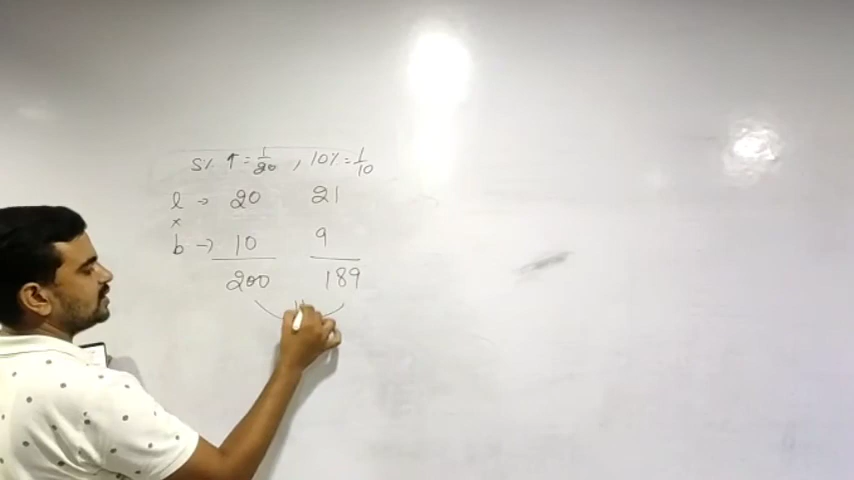 5% ↑ = 1/20 , 10% = 1/10
l → 20 21
×
b → 10 9
200 189